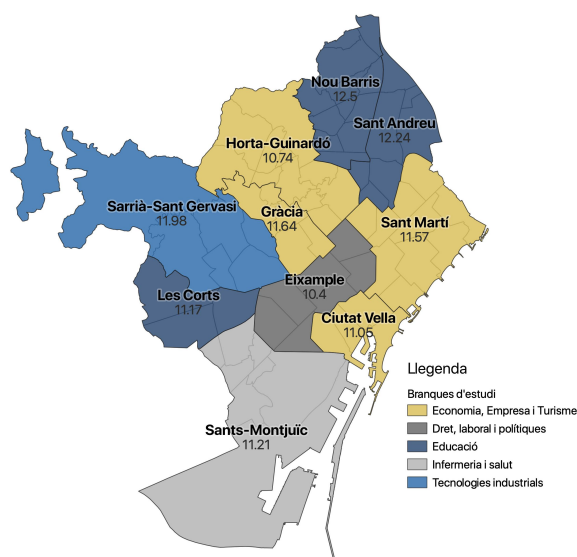 Nou Barris
12.5
Sant Andreu
12.24
Horta-Guinardó
10.74
Sarrià-Sant Gervasi
11.98
Gràcia
11.64
Sant Martí
11.57
Eixample
10.4
Les Corts
11.17
Ciutat Vella
11.05
Sants-Montjuïc
11.21
Llegenda
Branques d'estudi
Economia, Empresa i Turisme
Dret, laboral i polítiques
Educació
Infermeria i salut
Tecnologies industrials